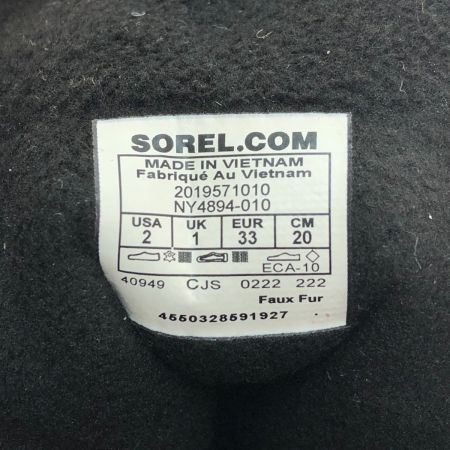 SOREL.COM
MADE IN VIETNAM
Fabriqué Au Vietnam
2019571010
NY4894-010
USA UK EUR CM
2 1 33 20
ECA-10
40949 CJS 0222 222
Faux Fur
4550328591927